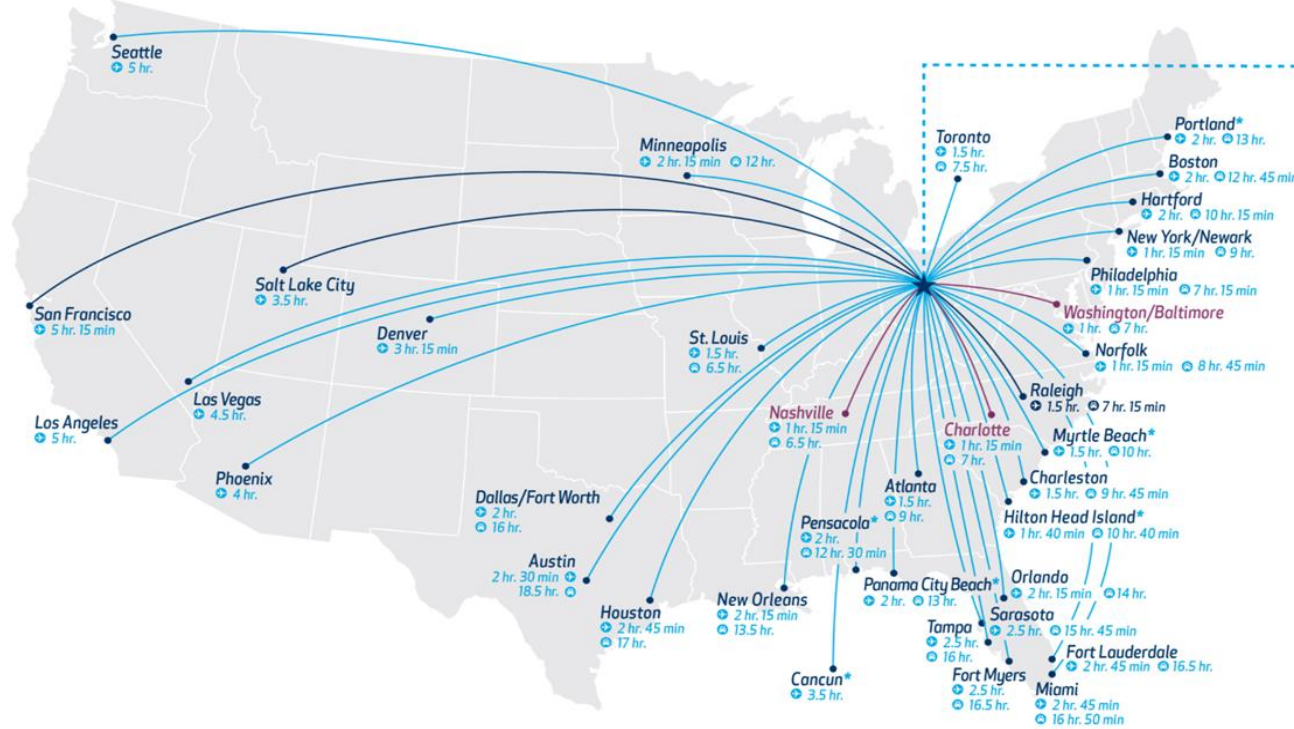 Seattle
5 hr.
Minneapolis
2 hr. 15 min 12 hr.
Toronto
1.5 hr.
7.5 hr.
Portland*
2 hr. 13 hr.
Boston
2 hr. 12 hr. 45 min
Hartford
2 hr. 10 hr. 15 min
New York/Newark
1 hr. 15 min 9 hr.
Philadelphia
1 hr. 15 min 7 hr. 15 min
Washington/Baltimore
1 hr. 7 hr.
Norfolk
1 hr. 15 min 8 hr. 45 min
Salt Lake City
3.5 hr.
San Francisco
5 hr. 15 min
Denver
3 hr. 15 min
St. Louis
1.5 hr.
6.5 hr.
Raleigh
1.5 hr. 7 hr. 15 min
Las Vegas
4.5 hr.
Los Angeles
5 hr.
Nashville
1 hr. 15 min
6.5 hr.
Charlotte
1 hr. 15 min
7 hr.
Myrtle Beach*
1.5 hr. 10 hr.
Phoenix
4 hr.
Charleston
1.5 hr. 9 hr. 45 min
Atlanta
1.5 hr.
9 hr.
Dallas/Fort Worth
2 hr.
16 hr.
Hilton Head Island*
1 hr. 40 min 10 hr. 40 min
Pensacola*
2 hr.
12 hr. 30 min
Austin
2 hr. 30 min
18.5 hr.
Panama City Beach*
2 hr. 13 hr.
Orlando
2 hr. 15 min 14 hr.
Houston
2 hr. 45 min
17 hr.
New Orleans
2 hr. 15 min
13.5 hr.
Sarasota
2.5 hr. 15 hr. 45 min
Tampa
2.5 hr.
16 hr.
Fort Lauderdale
2 hr. 45 min 16.5 hr.
Cancun*
3.5 hr.
Fort Myers
2.5 hr.
16.5 hr.
Miami
2 hr. 45 min
16 hr. 50 min